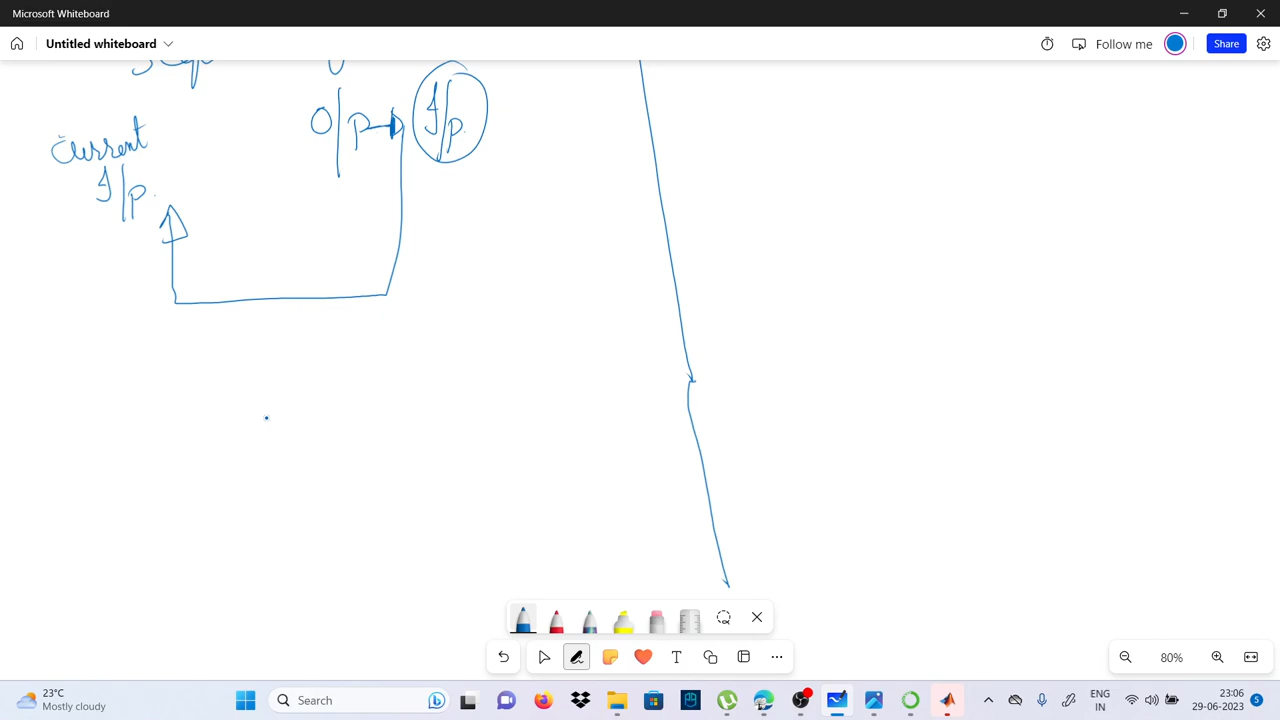 Microsoft Whiteboard
Untitled whiteboard
Follow me
Share
O/p
I/p.
Current
I/p.
T
80%
23°C
Mostly cloudy
Search
ENG
IN
23:06
29-06-2023
5